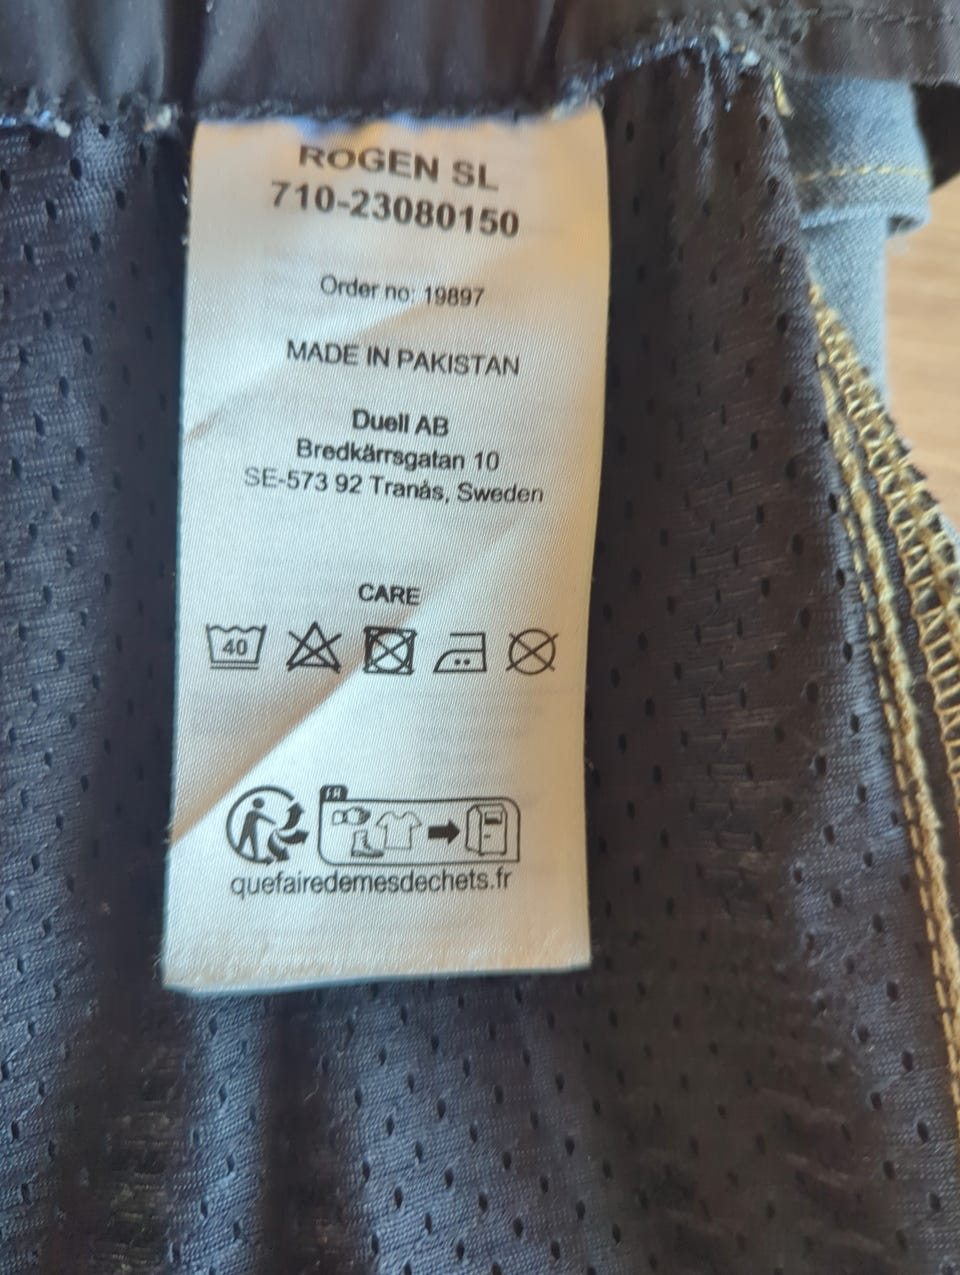 ROGEN SL
710-23080150
Order no: 19897
MADE IN PAKISTAN
Duell AB
Bredkärrsgatan 10
SE-573 92 Tranås, Sweden
CARE
40
FR
quefairedemesdechets.fr